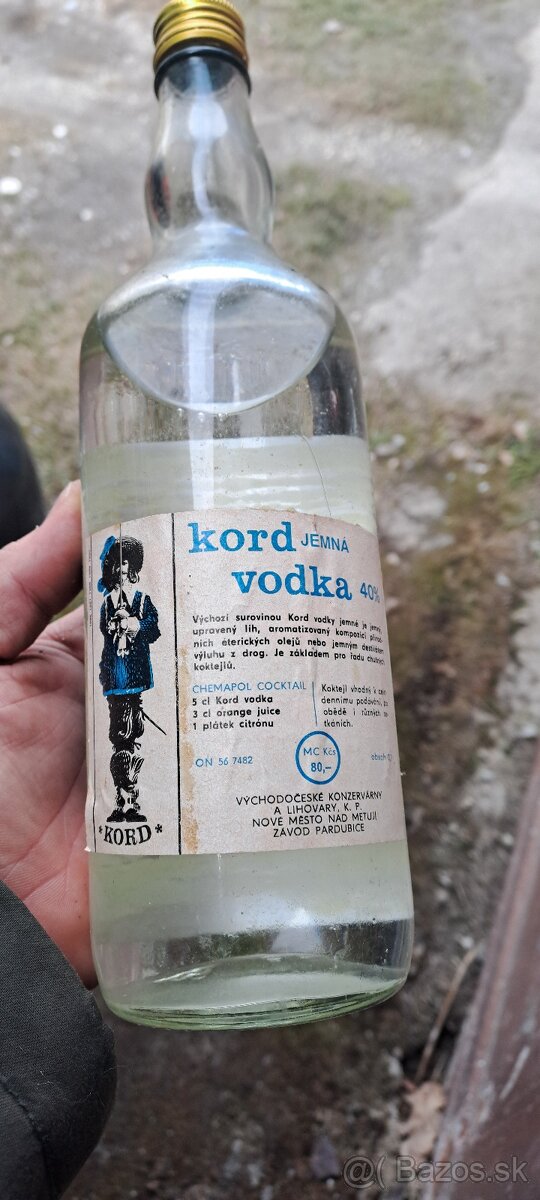 kord JEMNÁ
vodka 40%
Výchozí surovinou Kord vodky jemné je jemný,
upravený líh, aromatizovaný kompozicí plin-
ních éterických olejů nebo jemným destilátem
výluhu z drog. Je základem pro řadu chutných
koktejlů.
CHEMAPOL COCKTAIL
5 cl Kord vodka
3 cl orange juice
1 plátek citrónu
Koktejl vhodný k
dennímu podávání,
obědě i různých
tkáních.
ON 56 7482
MC Kčs
80,–
obsah
VÝCHODOČESKÉ KONZERVÁRNY
A LIHOVARY, K. P.
NOVÉ MĚSTO NAD METUJÍ
ZÁVOD PARDUBICE
*KORD*
@( Bazos.sk